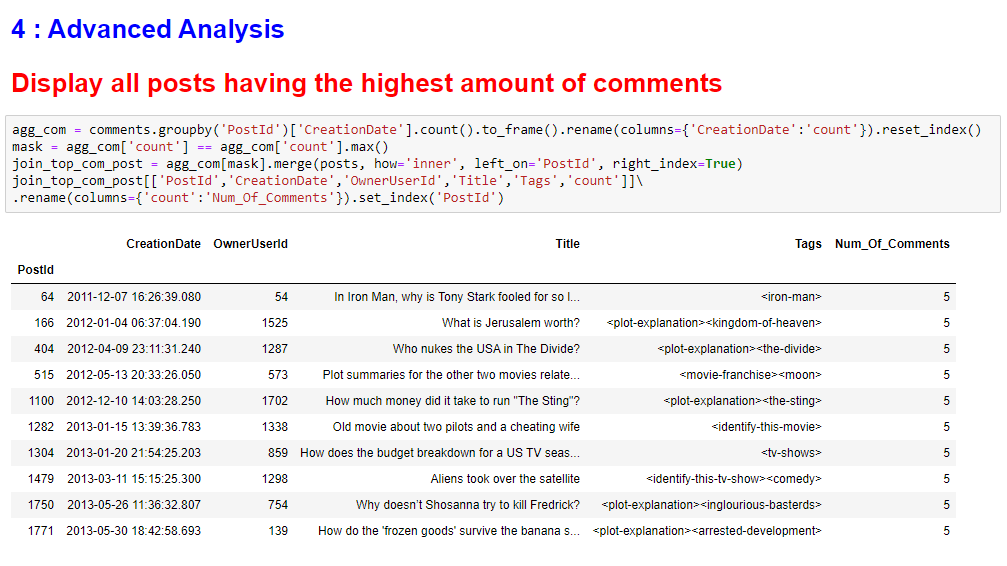 4 : Advanced Analysis
Display all posts having the highest amount of comments
agg_com = comments.groupby('PostId')['CreationDate'].count().to_frame().rename(columns={'CreationDate':'count'}).reset_index()
mask = agg_com['count'] == agg_com['count'].max()
join_top_com_post = agg_com[mask].merge(posts, how='inner', left_on='PostId', right_index=True)
join_top_com_post[['PostId','CreationDate','OwnerUserId','Title','Tags','count']]\
.rename(columns={'count':'Num_Of_Comments'}).set_index('PostId')
CreationDate OwnerUserId Title Tags Num_Of_Comments
PostId
64 2011-12-07 16:26:39.080 54 In Iron Man, why is Tony Stark fooled for so l... <iron-man> 5
166 2012-01-04 06:37:04.190 1525 What is Jerusalem worth? <plot-explanation><kingdom-of-heaven> 5
404 2012-04-09 23:11:31.240 1287 Who nukes the USA in The Divide? <plot-explanation><the-divide> 5
515 2012-05-13 20:33:26.050 573 Plot summaries for the other two movies relate... <movie-franchise><moon> 5
1100 2012-12-10 14:03:28.250 1702 How much money did it take to run "The Sting"? <plot-explanation><the-sting> 5
1282 2013-01-15 13:39:36.783 1338 Old movie about two pilots and a cheating wife <identify-this-movie> 5
1304 2013-01-20 21:54:25.203 859 How does the budget breakdown for a US TV seas... <tv-shows> 5
1479 2013-03-11 15:15:25.300 1298 Aliens took over the satellite <identify-this-tv-show><comedy> 5
1750 2013-05-26 11:36:32.807 754 Why doesn't Shosanna try to kill Fredrick? <plot-explanation><inglourious-basterds> 5
1771 2013-05-30 18:42:58.693 139 How do the 'frozen goods' survive the banana s... <plot-explanation><arrested-development> 5